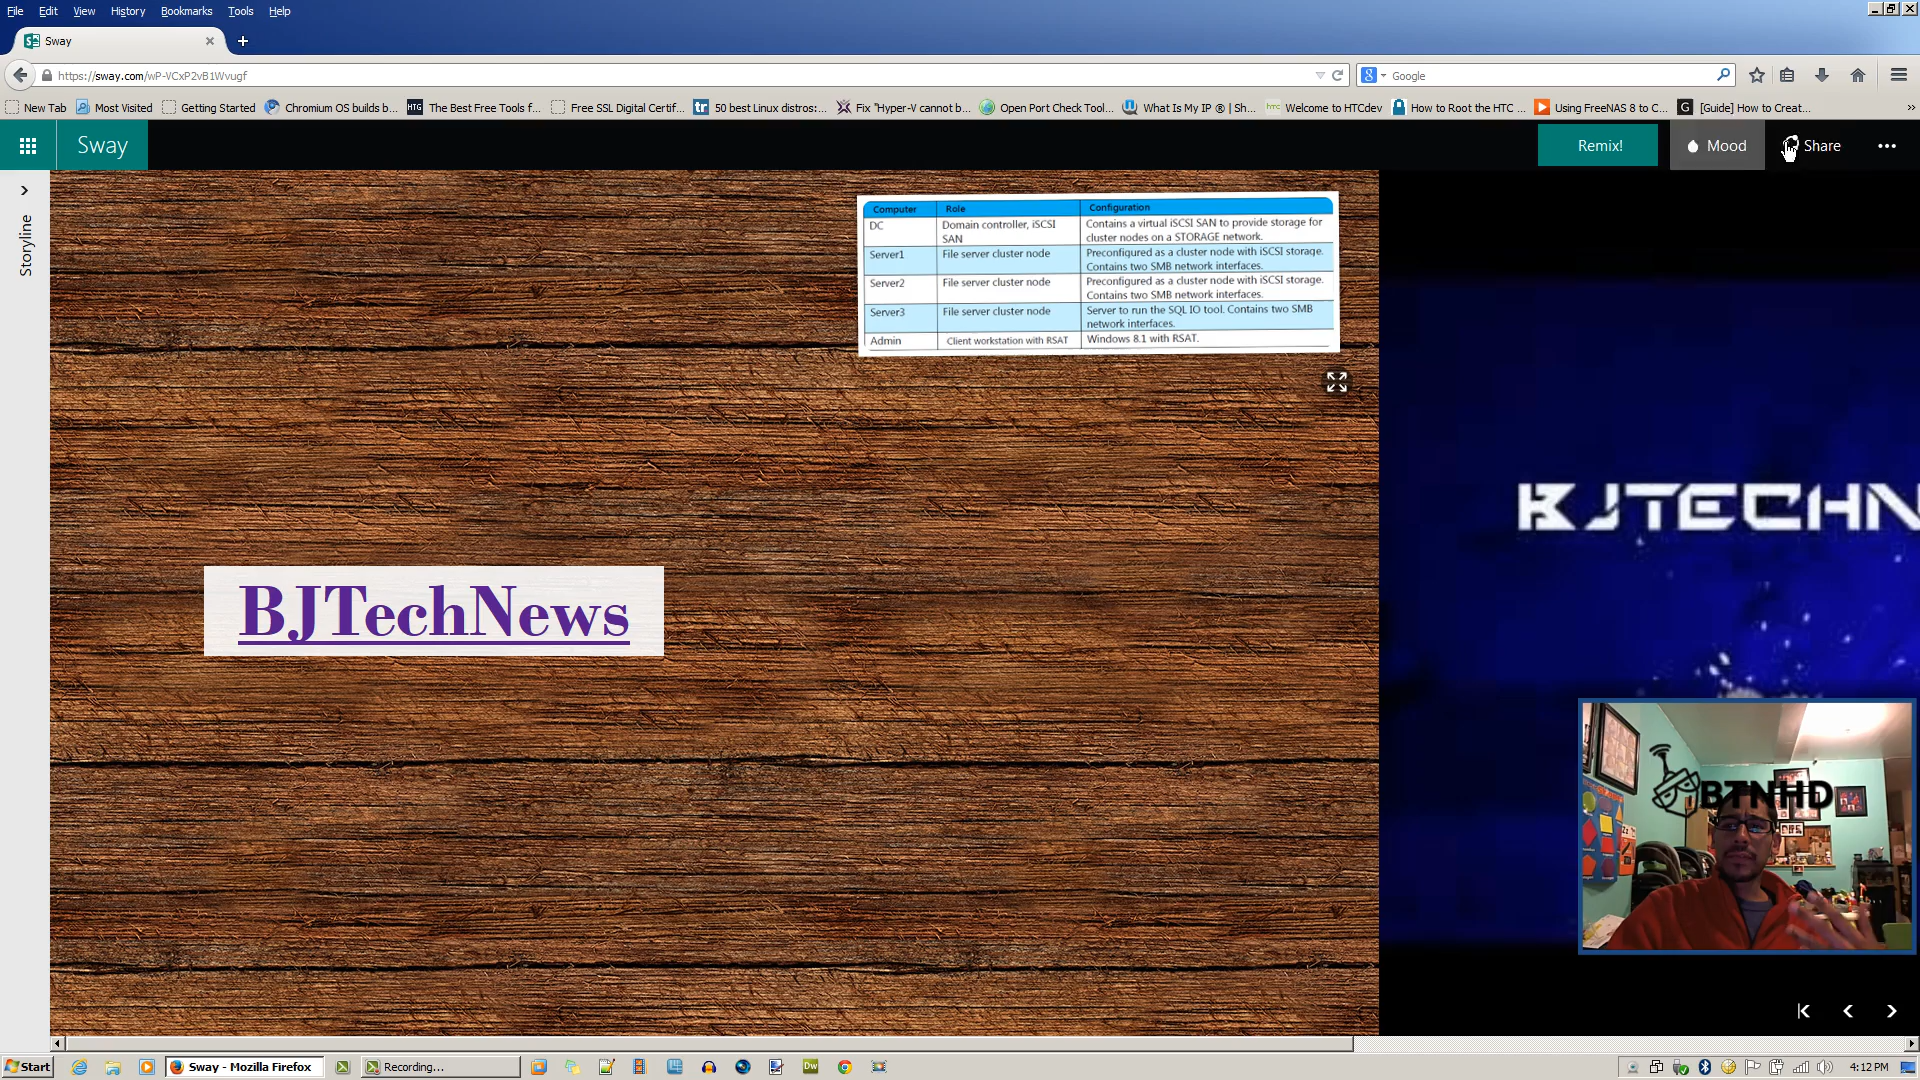 File Edit View History Bookmarks Tools Help
Sway
https://sway.com/wP-VCxP2vB1Wvugf
Google
New Tab Most Visited Getting Started Chromium OS builds b... The Best Free Tools f... Free SSL Digital Certif... 50 best Linux distros:... Fix "Hyper-V cannot b... Open Port Check Tool... What Is My IP ® | Sh... Welcome to HTCdev How to Root the HTC ... Using FreeNAS 8 to C... [Guide] How to Creat...
Sway
Remix! Mood Share
Storyline
Computer Role Configuration
DC Domain controller, iSCSI SAN Contains a virtual iSCSI SAN to provide storage for cluster nodes on a STORAGE network.
Server1 File server cluster node Preconfigured as a cluster node with iSCSI storage. Contains two SMB network interfaces.
Server2 File server cluster node Preconfigured as a cluster node with iSCSI storage. Contains two SMB network interfaces.
Server3 File server cluster node Server to run the SQL IO tool. Contains two SMB network interfaces.
Admin Client workstation with RSAT Windows 8.1 with RSAT.
BJTECHN
BJTechNews
BTNHD
Start Sway - Mozilla Firefox Recording... 4:12 PM